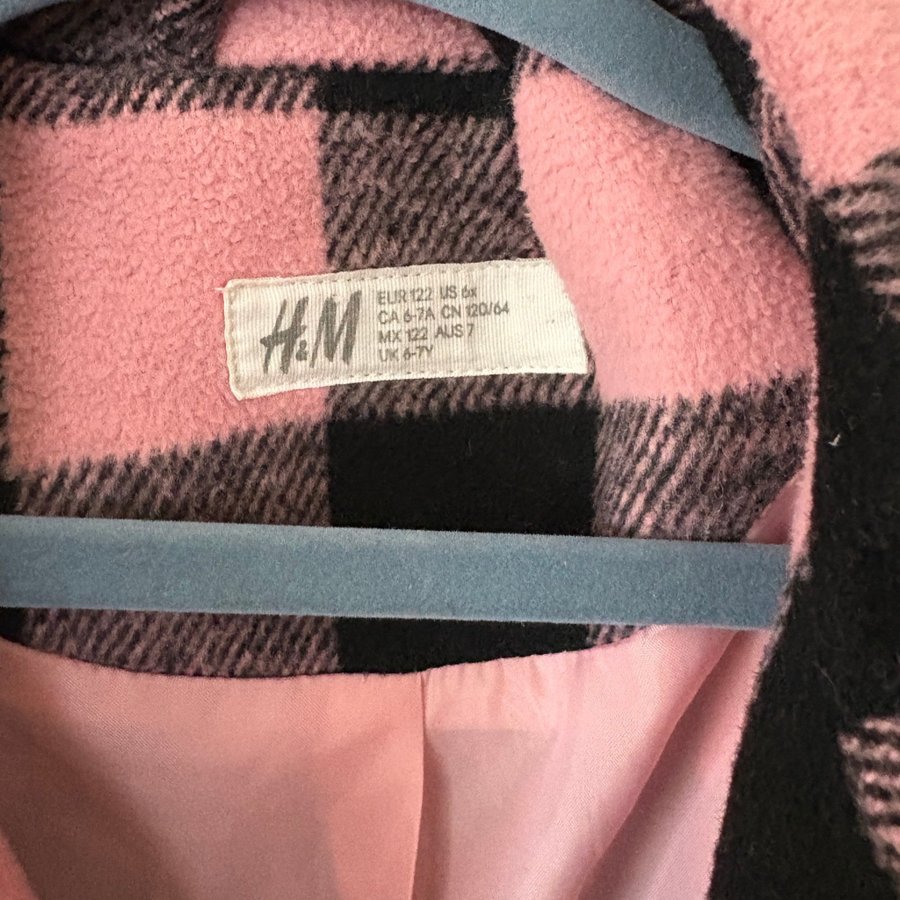 H&M
EUR 122 US 6x
CA 6-7A CN 120/64
MX 122 AUS 7
UK 6-7Y